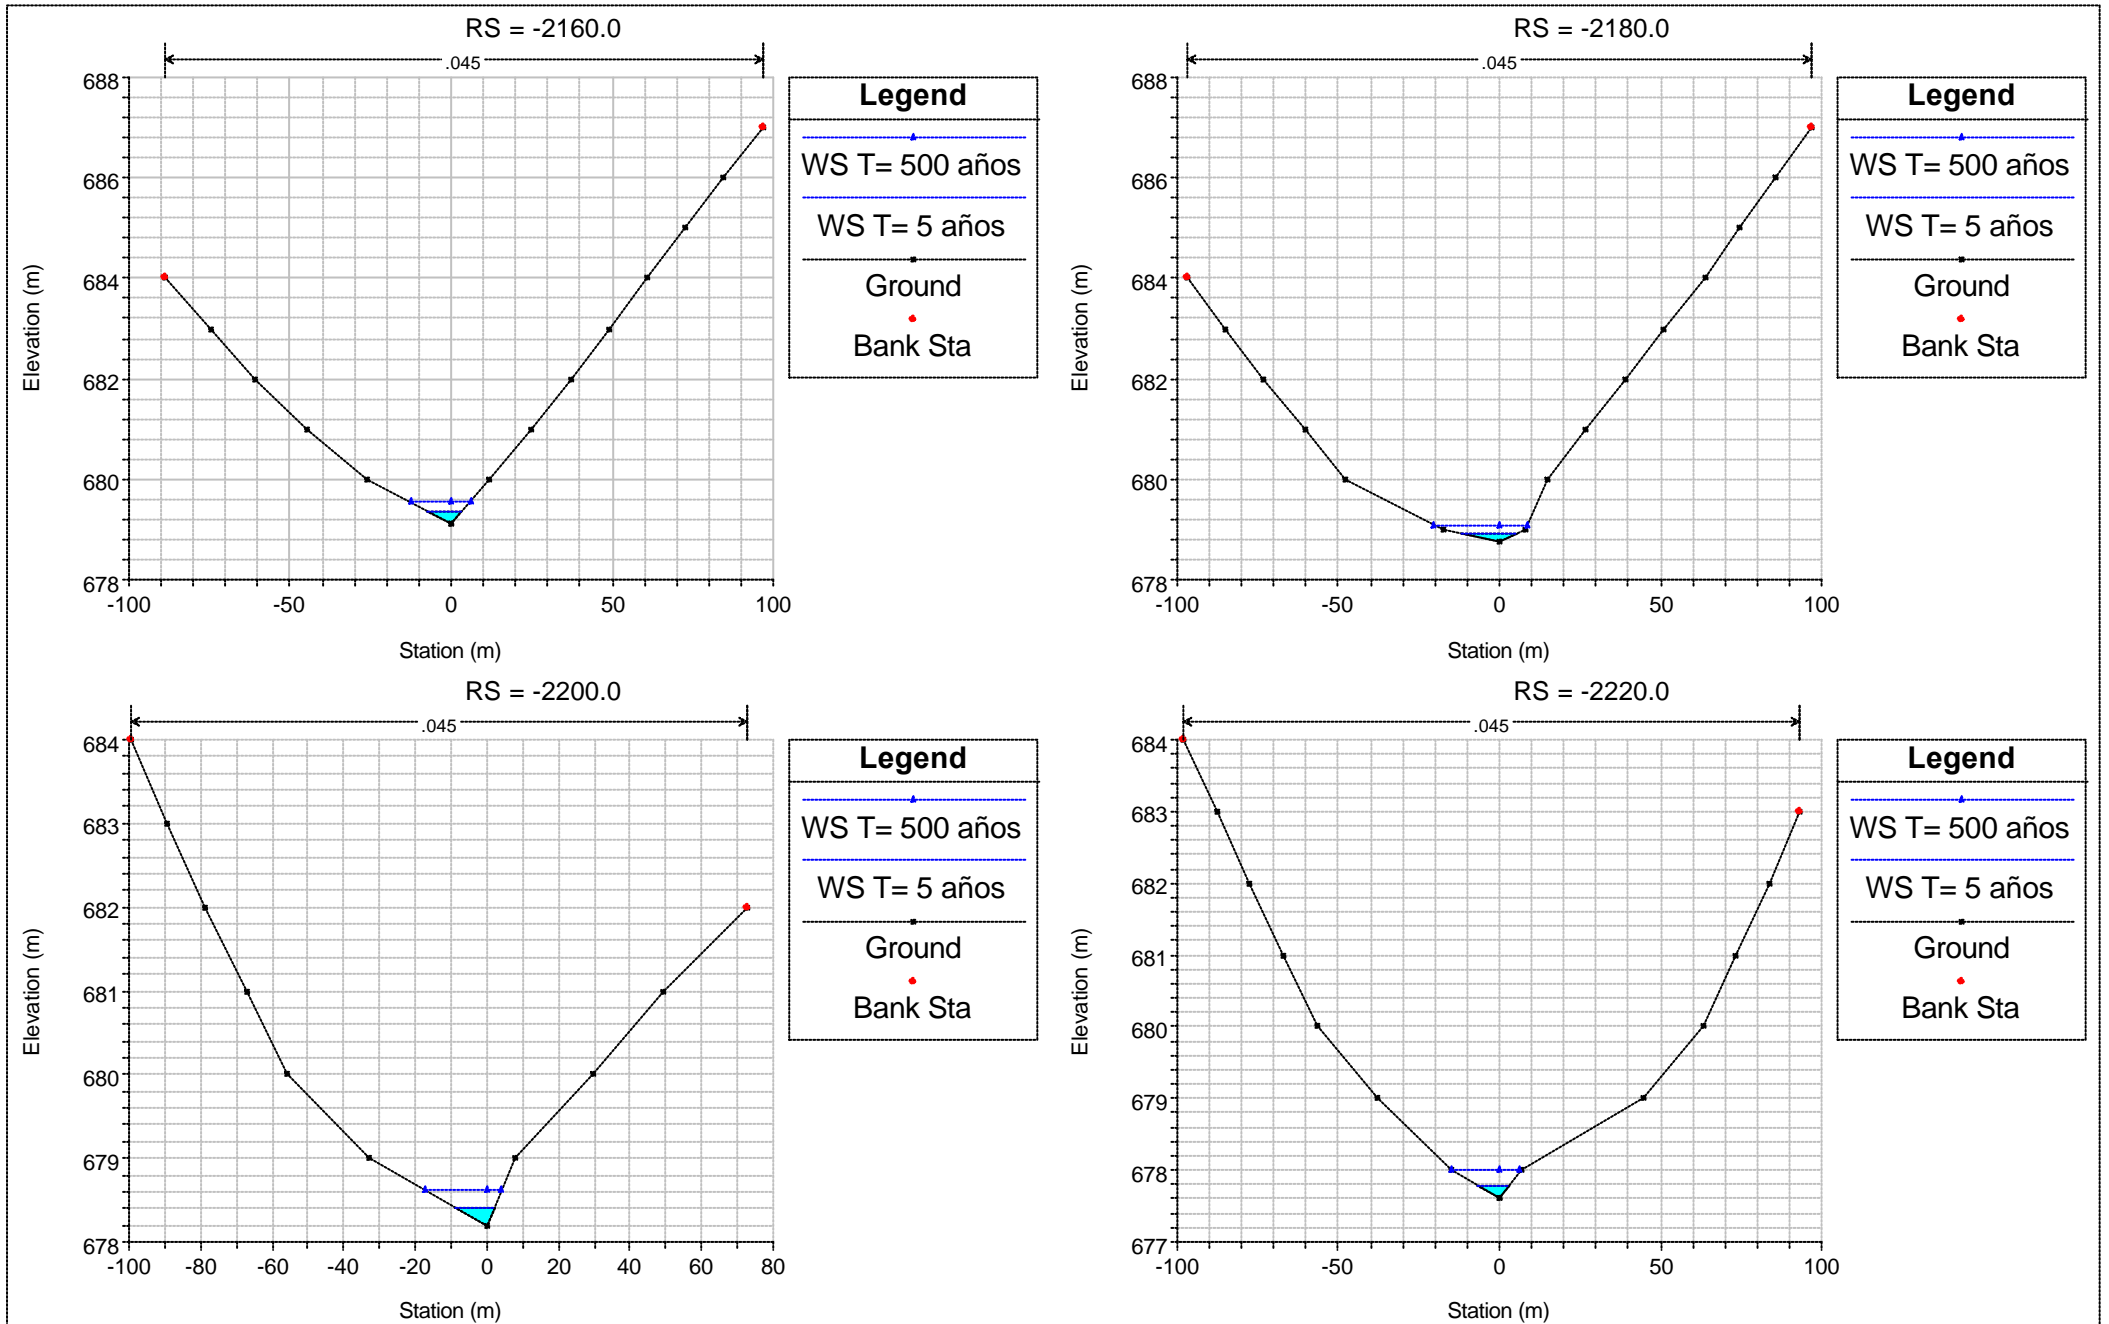 RS = -2160.0
.045
688
686
684
682
680
678
-100
-50
0
50
100
Elevation (m)
Station (m)
Legend
WS T= 500 años
WS T= 5 años
Ground
Bank Sta
RS = -2180.0
.045
688
686
684
682
680
678
-100
-50
0
50
100
Elevation (m)
Station (m)
Legend
WS T= 500 años
WS T= 5 años
Ground
Bank Sta
RS = -2200.0
.045
684
683
682
681
680
679
678
-100
-80
-60
-40
-20
0
20
40
60
80
Elevation (m)
Station (m)
Legend
WS T= 500 años
WS T= 5 años
Ground
Bank Sta
RS = -2220.0
.045
684
683
682
681
680
679
678
677
-100
-50
0
50
100
Elevation (m)
Station (m)
Legend
WS T= 500 años
WS T= 5 años
Ground
Bank Sta